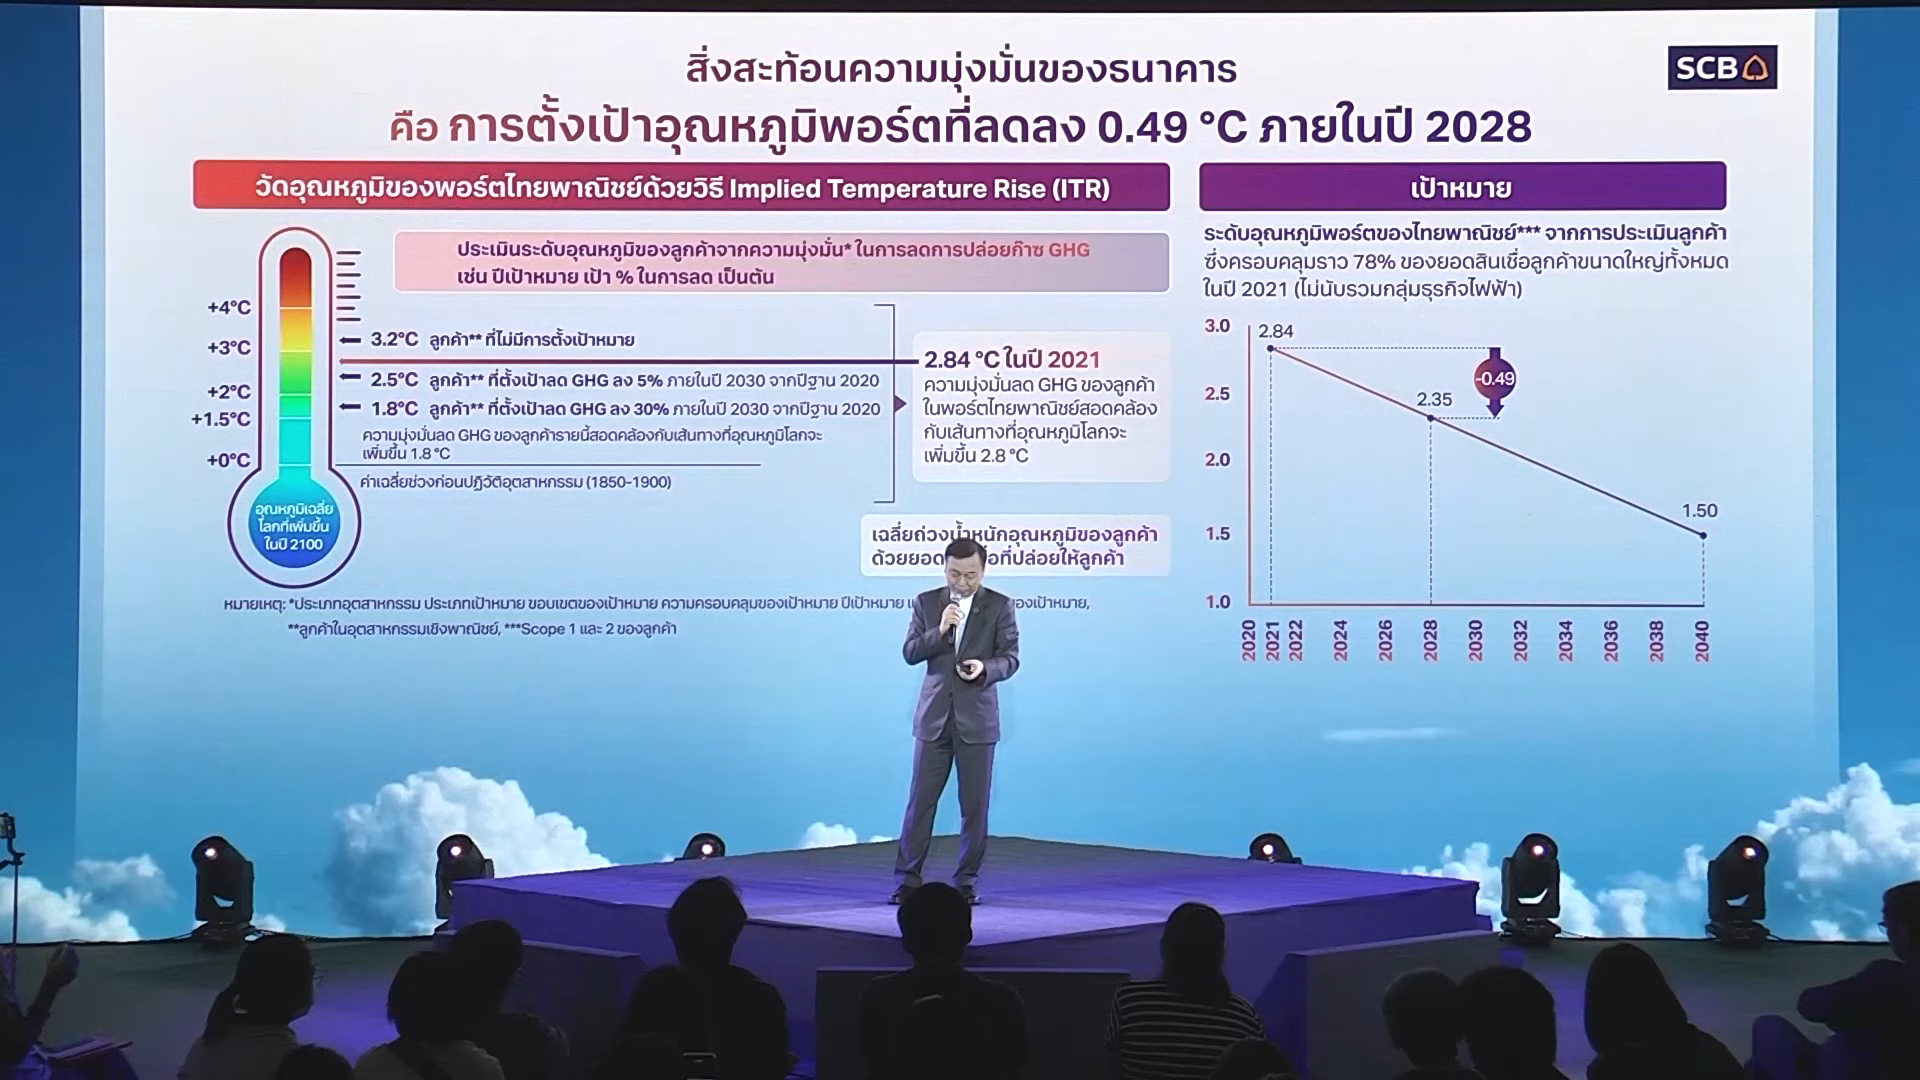 สิ่งสะท้อนความมุ่งมั่นของธนาคาร
คือ การตั้งเป้าอุณหภูมิพอร์ตที่ลดลง 0.49 °C ภายในปี 2028
SCB
วัดอุณหภูมิของพอร์ตไทยพาณิชย์ด้วยวิธี Implied Temperature Rise (ITR)
ประเมินระดับอุณหภูมิของลูกค้าจากความมุ่งมั่น* ในการลดการปล่อยก๊าซ GHG
เช่น ปีเป้าหมาย เป้า % ในการลด เป็นต้น
+4°C
+3°C
+2°C
+1.5°C
+0°C
อุณหภูมิเฉลี่ย
โลกที่เพิ่มขึ้น
ในปี 2100
3.2°C ลูกค้า** ที่ไม่มีการตั้งเป้าหมาย
2.5°C ลูกค้า** ที่ตั้งเป้าลด GHG ลง 5% ภายในปี 2030 จากปีฐาน 2020
1.8°C ลูกค้า** ที่ตั้งเป้าลด GHG ลง 30% ภายในปี 2030 จากปีฐาน 2020
ความมุ่งมั่นลด GHG ของลูกค้ารายนี้สอดคล้องกับเส้นทางที่อุณหภูมิโลกจะ
เพิ่มขึ้น 1.8 °C
ค่าเฉลี่ยช่วงก่อนปฏิวัติอุตสาหกรรม (1850-1900)
2.84 °C ในปี 2021
ความมุ่งมั่นลด GHG ของลูกค้า
ในพอร์ตไทยพาณิชย์สอดคล้อง
กับเส้นทางที่อุณหภูมิโลกจะ
เพิ่มขึ้น 2.8 °C
เฉลี่ยถ่วงน้ำหนักอุณหภูมิของลูกค้า
ด้วยยอด ที่ปล่อยให้ลูกค้า
หมายเหตุ: *ประเภทอุตสาหกรรม ประเภทเป้าหมาย ขอบเขตของเป้าหมาย ความครอบคลุมของเป้าหมาย ปีเป้าหมาย ของเป้าหมาย,
**ลูกค้าในอุตสาหกรรมเชิงพาณิชย์, ***Scope 1 และ 2 ของลูกค้า
เป้าหมาย
ระดับอุณหภูมิพอร์ตของไทยพาณิชย์*** จากการประเมินลูกค้า
ซึ่งครอบคลุมราว 78% ของยอดสินเชื่อลูกค้าขนาดใหญ่ทั้งหมด
ในปี 2021 (ไม่นับรวมกลุ่มธุรกิจไฟฟ้า)
3.0
2.5
2.0
1.5
1.0
2.84
-0.49
2.35
1.50
2020
2021
2022
2024
2026
2028
2030
2032
2034
2036
2038
2040